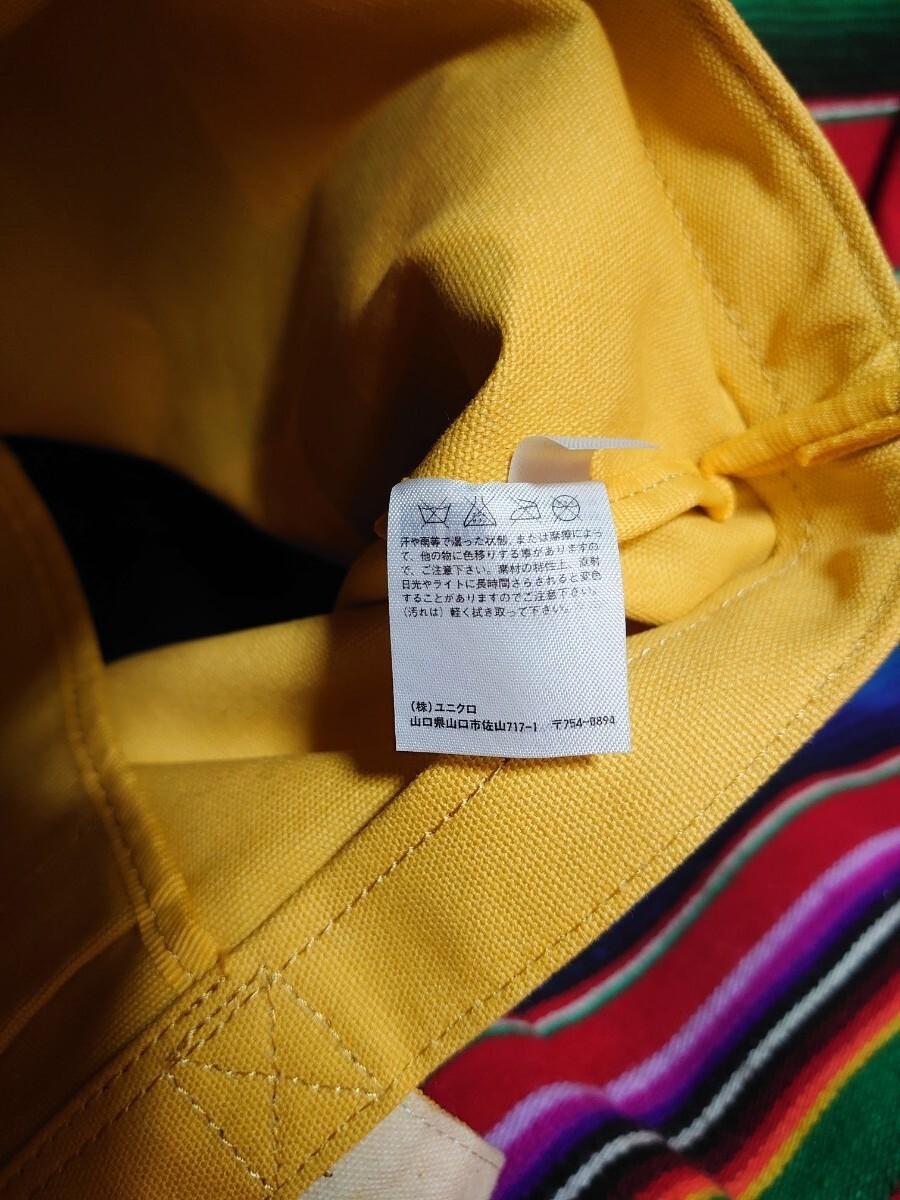 汗や雨等で湿った状態、または摩擦によっ
て、他の物に色移りする事がありますの
で、ご注意下さい。素材の特性上、直射
日光やライトに長時間さらされると変色
することがありますのでご注意下さい。
(汚れは)軽く拭き取って下さい。
(株)ユニクロ
山口県山口市佐山717-1 〒754-0894